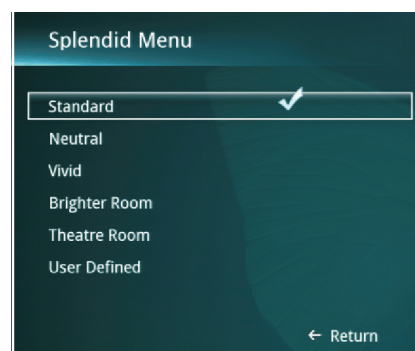 Splendid Menu
Standard
Neutral
Vivid
Brighter Room
Theatre Room
User Defined
← Return